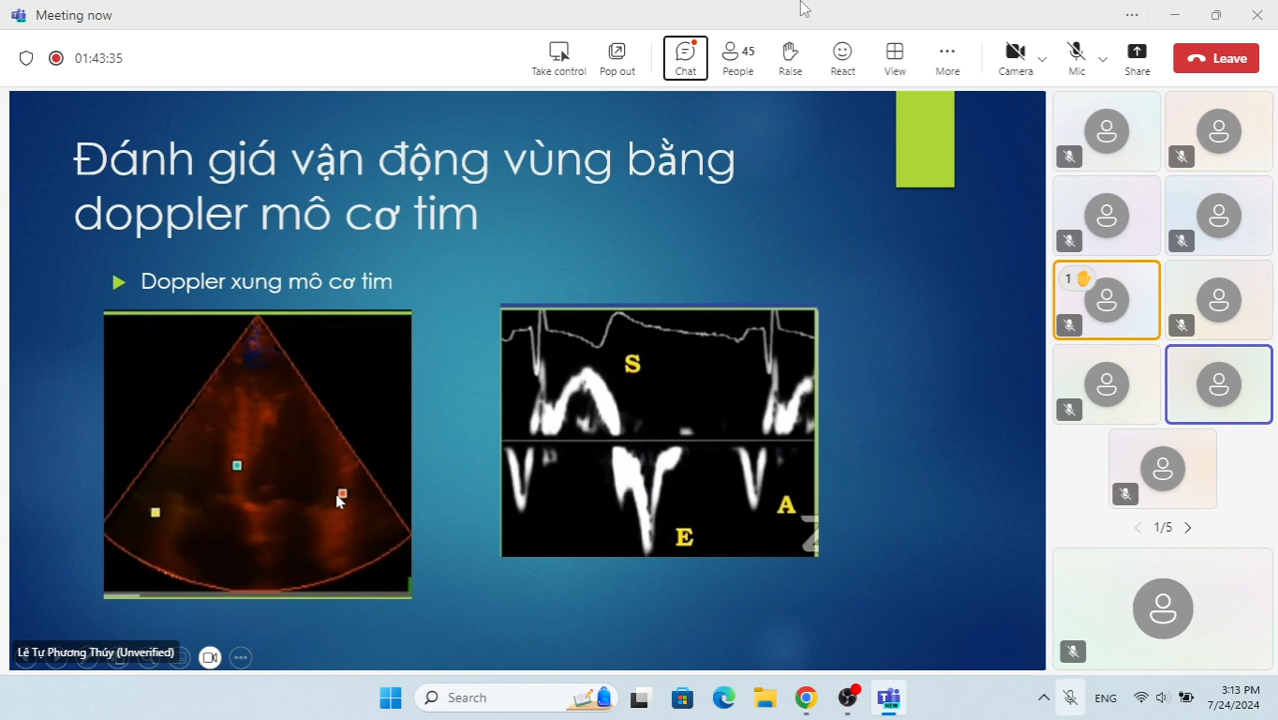 Meeting now
01:43:35
Take control
Pop out
Chat
45
People
Raise
React
View
More
Camera
Mic
Share
Leave
Đánh giá vận động vùng bằng
doppler mô cơ tim
Doppler xung mô cơ tim
S
A
E
Z
1
1/5
Lê Tự Phương Thúy (Unverified)
Search
NEW
ENG
3:13 PM
7/24/2024